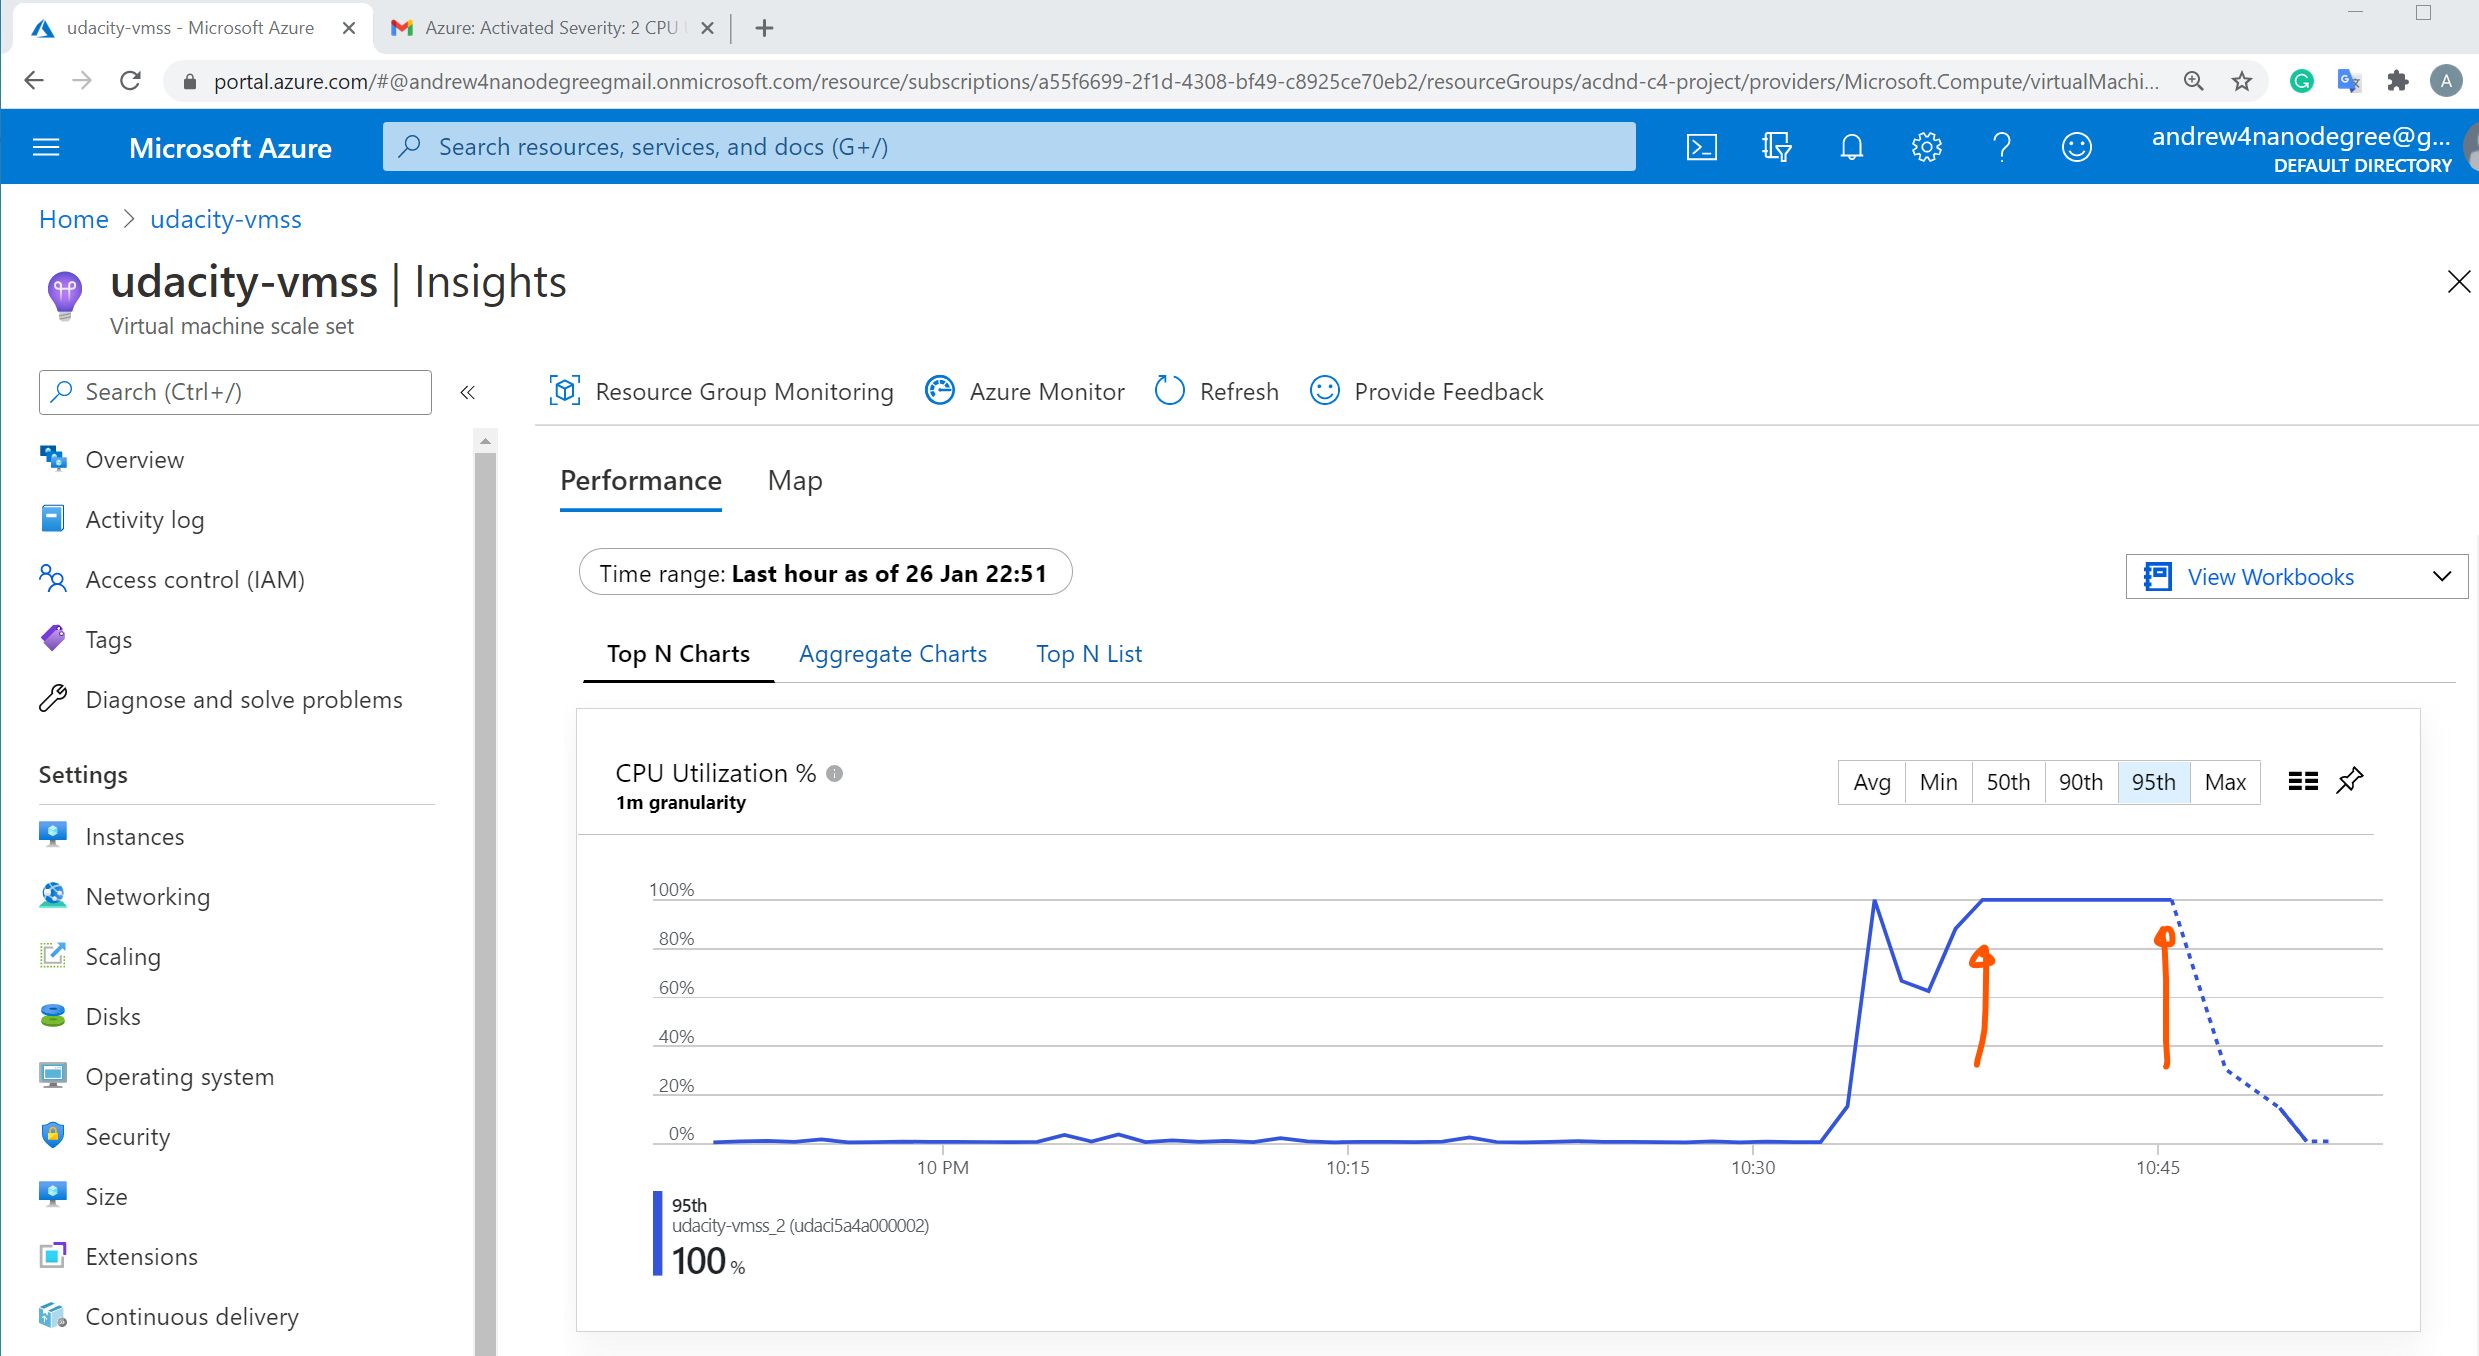 udacity-vmss - Microsoft Azure
Azure: Activated Severity: 2 CPU
portal.azure.com/#@andrew4nanodegreegmail.onmicrosoft.com/resource/subscriptions/a55f6699-2f1d-4308-bf49-c8925ce70eb2/resourceGroups/acdnd-c4-project/providers/Microsoft.Compute/virtualMachi...
A
Microsoft Azure
Search resources, services, and docs (G+/)
andrew4nanodegree@g...
DEFAULT DIRECTORY
Home > udacity-vmss
udacity-vmss | Insights
Virtual machine scale set
Search (Ctrl+/)
«
Overview
Activity log
Access control (IAM)
Tags
Diagnose and solve problems
Settings
Instances
Networking
Scaling
Disks
Operating system
Security
Size
Extensions
Continuous delivery
Resource Group Monitoring
Azure Monitor
Refresh
Provide Feedback
Performance
Map
Time range: Last hour as of 26 Jan 22:51
View Workbooks
Top N Charts
Aggregate Charts
Top N List
CPU Utilization %
1m granularity
Avg
Min
50th
90th
95th
Max
100%
80%
60%
40%
20%
0%
10 PM
10:15
10:30
10:45
95th
udacity-vmss_2 (udaci5a4a000002)
100 %